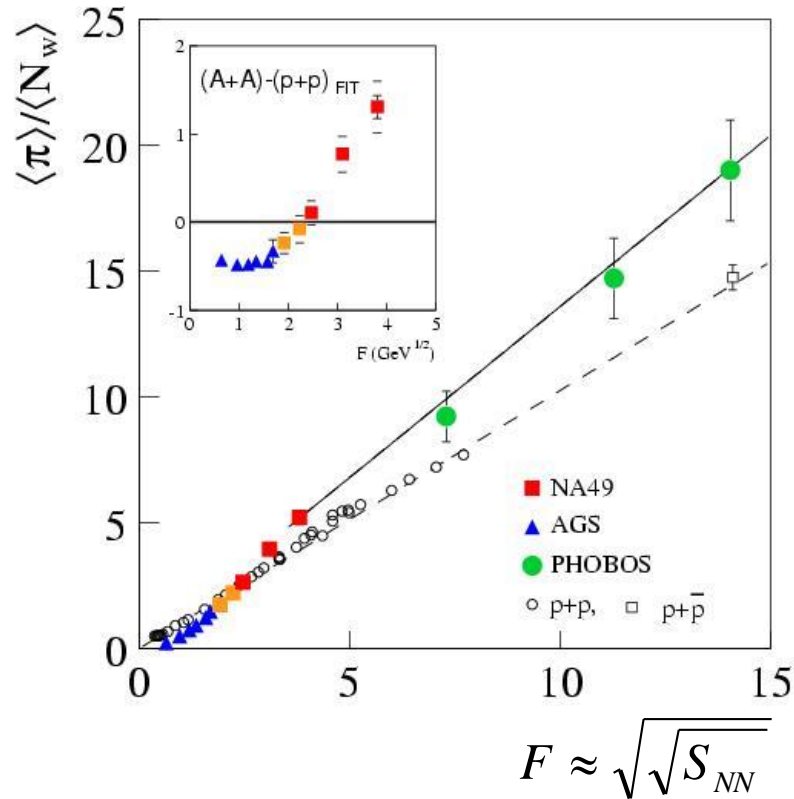 ⟨π⟩/⟨N_w⟩
25
20
15
10
5
0
2
1
0
-1
(A+A)-(p+p) FIT
0 1 2 3 4 5
F (GeV^1/2)
NA49
AGS
PHOBOS
p+p, p+p̅
0 5 10 15
F ≈ √√S_NN